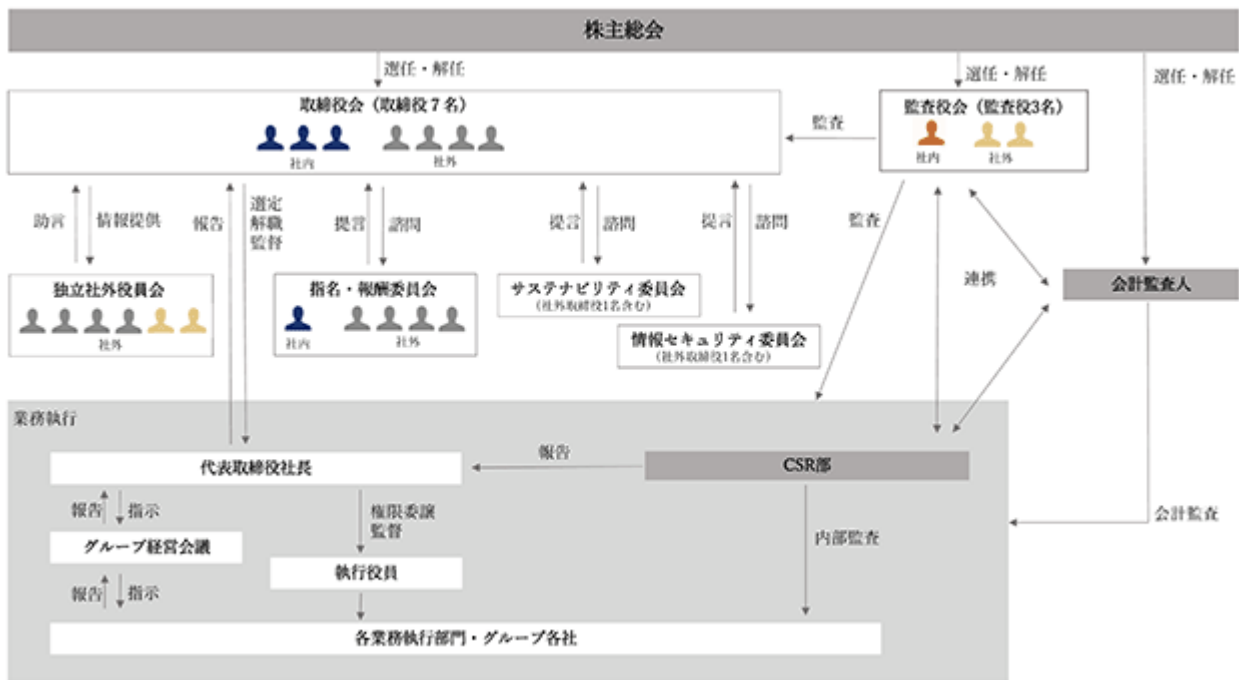 株主総会
選任・解任
選任・解任
選任・解任
取締役会（取締役７名）
社内
社外
監査
監査役会（監査役3名）
社内
社外
助言
情報提供
報告
選定
解職
監督
提言
諮問
提言
諮問
提言
諮問
監査
連携
独立社外役員会
社外
指名・報酬委員会
社内
社外
サステナビリティ委員会
（社外取締役1名含む）
情報セキュリティ委員会
（社外取締役1名含む）
会計監査人
業務執行
代表取締役社長
報告
CSR部
報告
指示
権限委譲
監督
内部監査
会計監査
グループ経営会議
執行役員
報告
指示
各業務執行部門・グループ各社